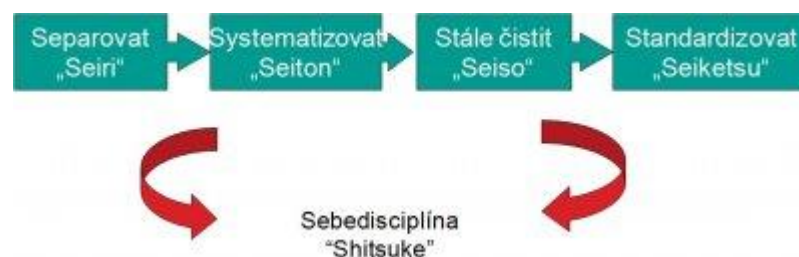 Separovat
„Seiri“
Systematizovat
„Seiton“
Stále čistit
„Seiso“
Standardizovat
„Seiketsu“
Sebedisciplína
“Shitsuke”